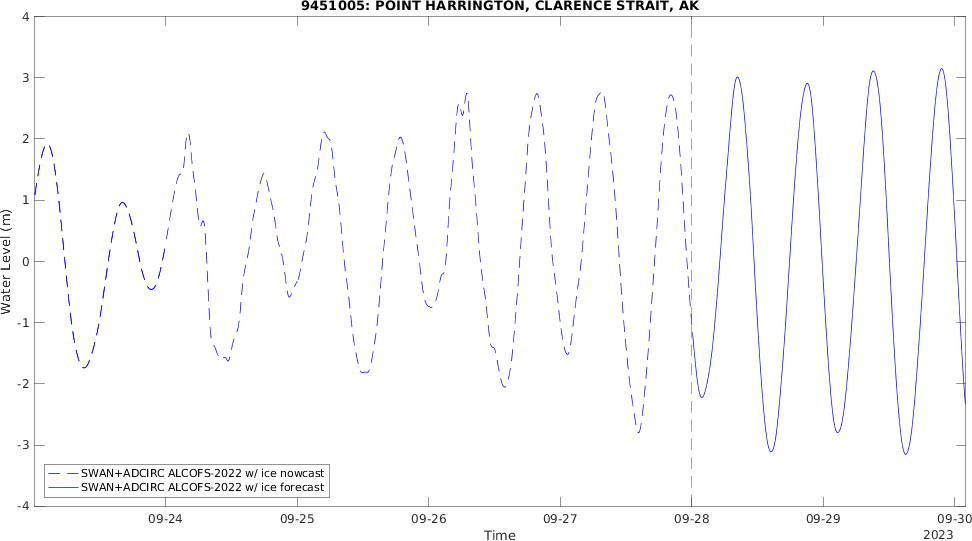 9451005: POINT HARRINGTON, CLARENCE STRAIT, AK
4
3
2
1
0
-1
-2
-3
-4
Water Level (m)
SWAN+ADCIRC ALCOFS-2022 w/ ice nowcast
SWAN+ADCIRC ALCOFS-2022 w/ ice forecast
09-24 09-25 09-26 09-27 09-28 09-29 09-30
Time
2023